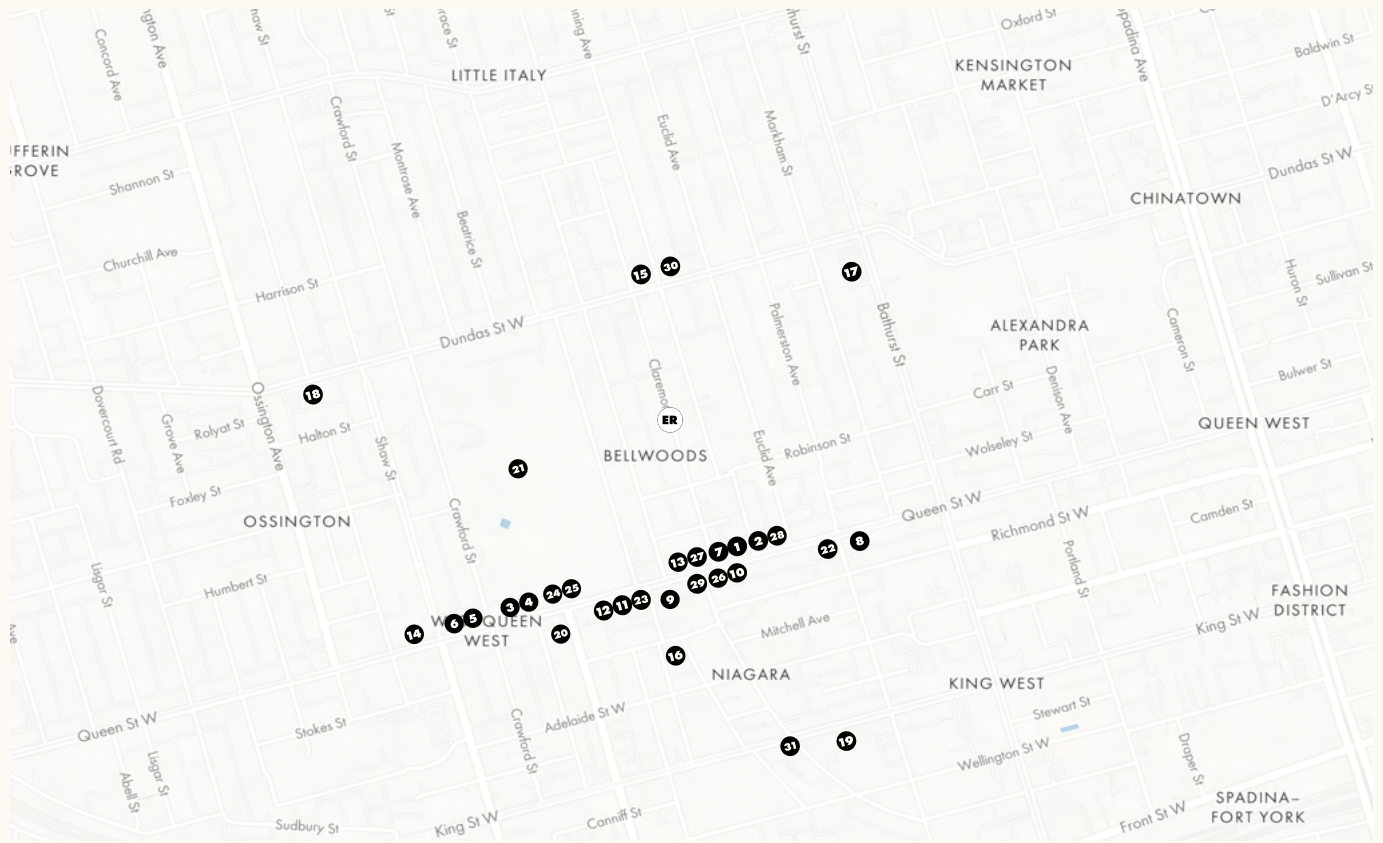 Concord Ave
Shaw St
Oxford St
Spadina Ave
Baldwin St
LITTLE ITALY
KENSINGTON
MARKET
D'Arcy St
Crawford St
Euclid Ave
Markham St
Montrose Ave
Shannon St
Dundas St W
CHINATOWN
Beatrice St
Churchill Ave
Harrison St
15
30
17
Huron St
Sullivan St
Dundas St W
Palmerston Ave
Bathurst St
ALEXANDRA
PARK
Cameron St
Bulwer St
18
Dovercourt Rd
Ossington Ave
Grove Ave
Rolyat St
Halton St
Shaw St
ER
Carr St
Denison Ave
QUEEN WEST
BELLWOODS
Euclid Ave
Robinson St
Wolseley St
21
Foxley St
OSSINGTON
Crawford St
Queen St W
Richmond St W
Camden St
13
27
7
1
2
28
22
8
Lisgar St
Humbert St
Portland St
29
26
10
FASHION
DISTRICT
14
6
5
3
4
24
25
12
11
23
9
QUEEN
WEST
20
Mitchell Ave
King St W
16
NIAGARA
KING WEST
Queen St W
Stokes St
Adelaide St W
Crawford St
Stewart St
31
19
Wellington St W
Draper St
Lisgar St
Abell St
Sudbury St
King St W
Canniff St
Front St W
SPADINA–
FORT YORK